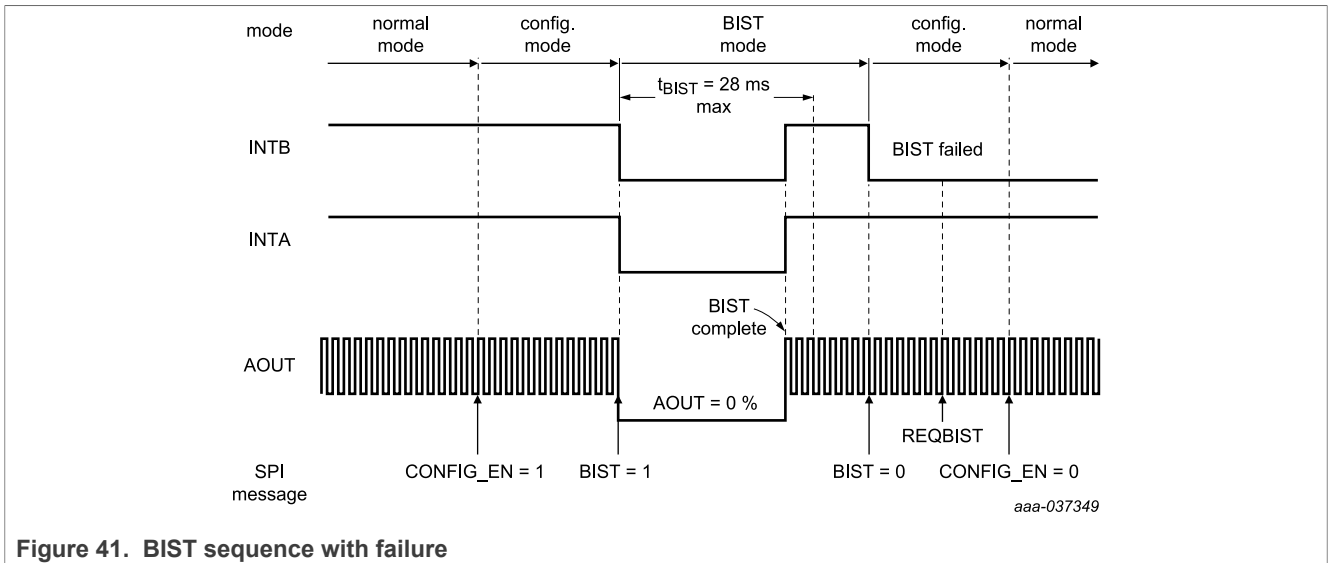 mode
normal mode
config. mode
BIST mode
config. mode
normal mode
tBIST = 28 ms
max
INTB
BIST failed
INTA
BIST
complete
AOUT
AOUT = 0 %
REQBIST
SPI
message
CONFIG_EN = 1
BIST = 1
BIST = 0
CONFIG_EN = 0
aaa-037349
Figure 41. BIST sequence with failure